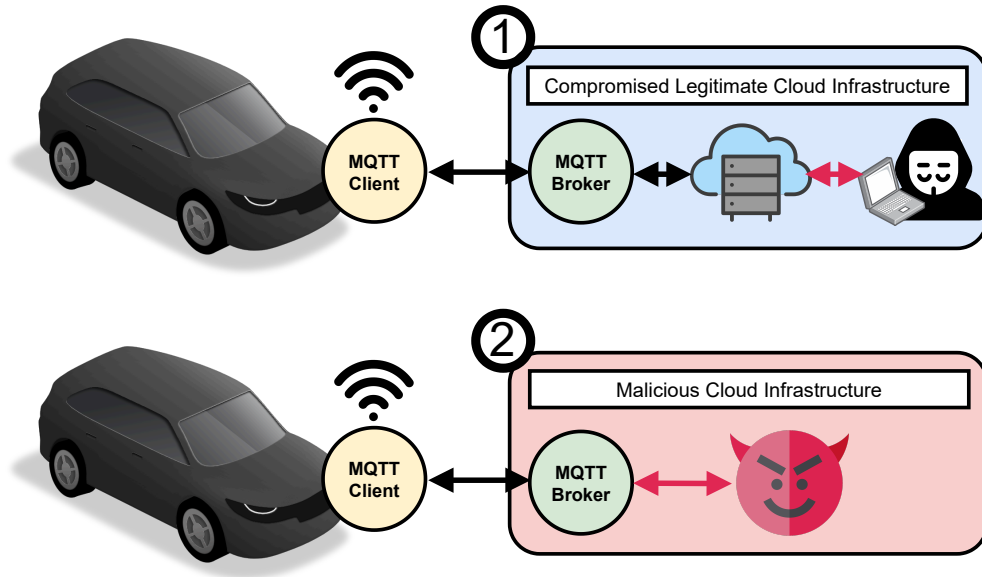 1
Compromised Legitimate Cloud Infrastructure
MQTT
Client
MQTT
Broker
2
Malicious Cloud Infrastructure
MQTT
Client
MQTT
Broker